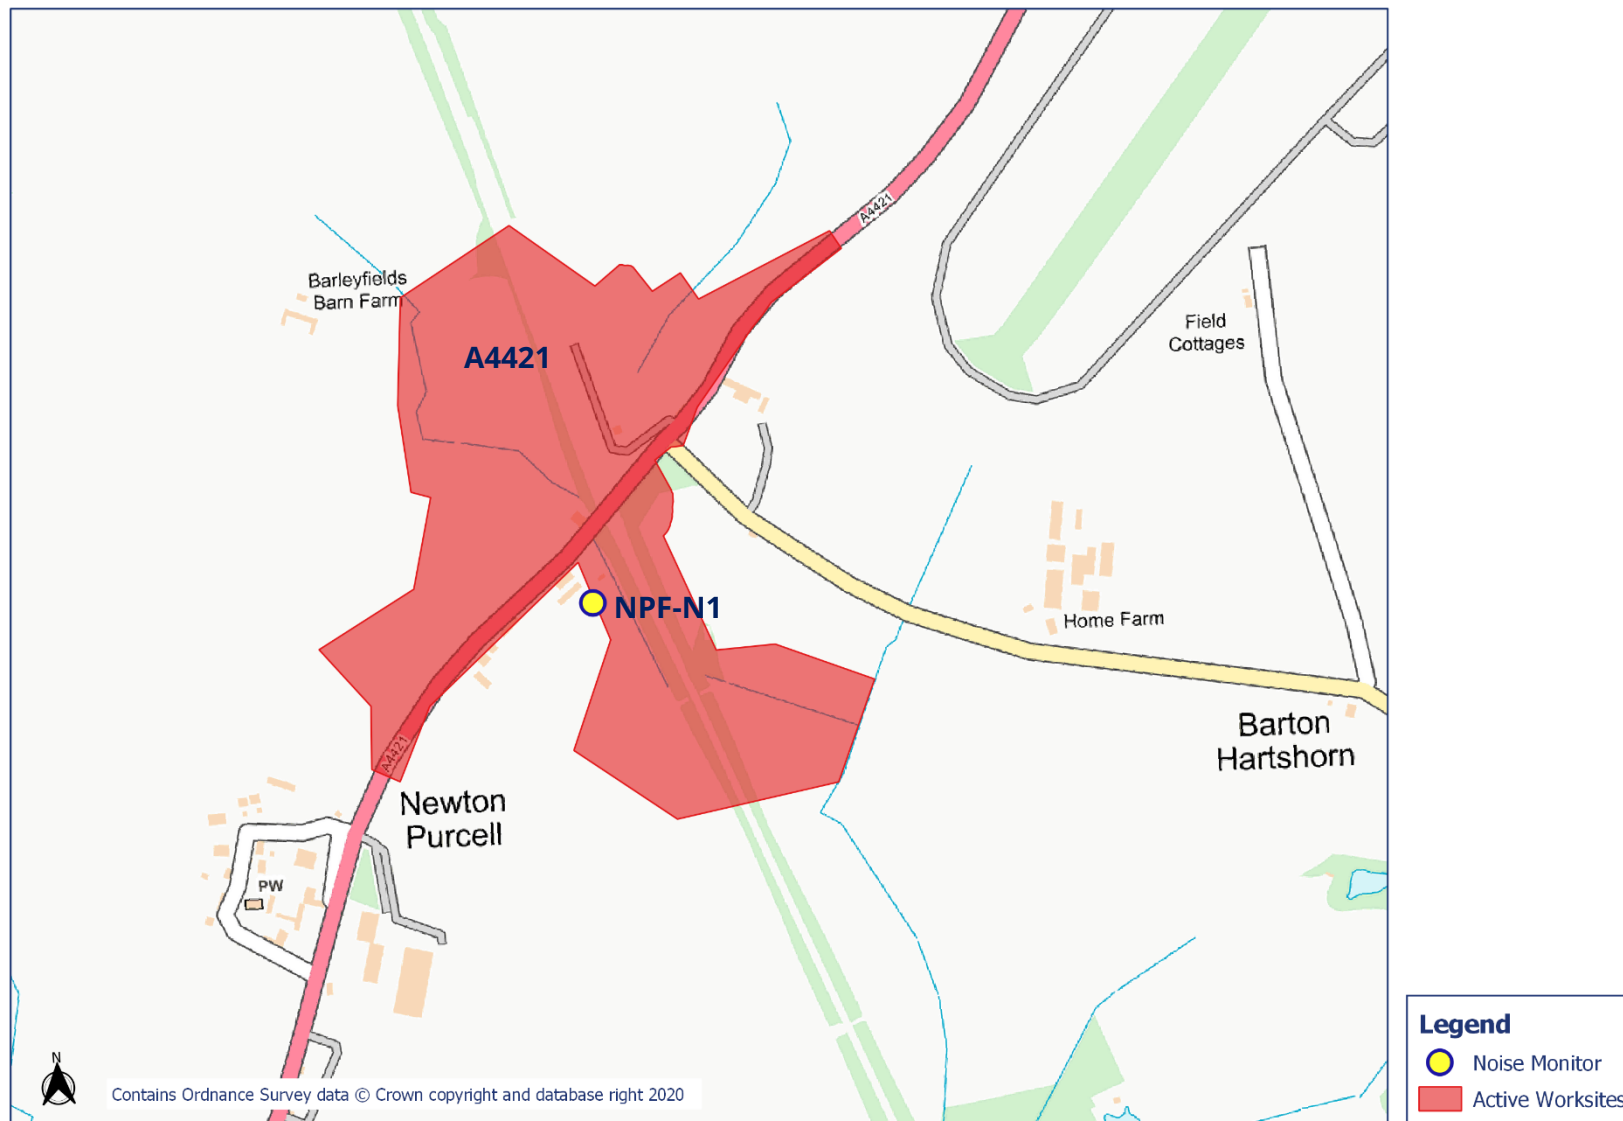 A4421
Barleyfields
Barn Farm
A4421
Field
Cottages
NPF-N1
Home Farm
Barton
Hartshorn
A4421
Newton
Purcell
PW
N
Contains Ordnance Survey data © Crown copyright and database right 2020
Legend
Noise Monitor
Active Worksites